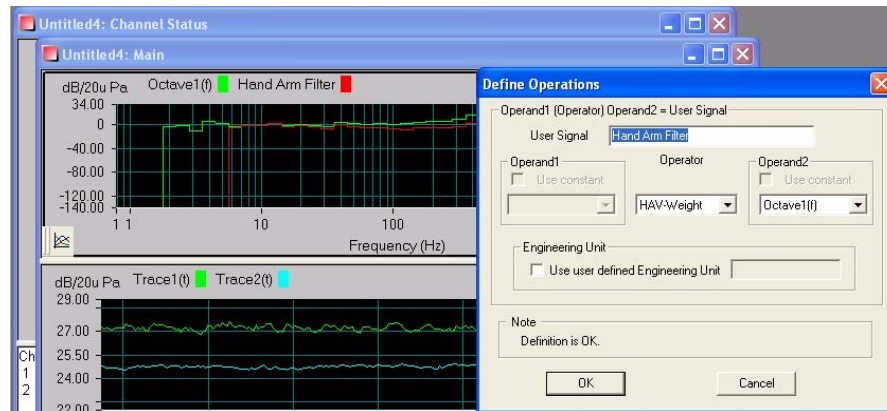 Untitled4: Channel Status
Untitled4: Main
dB/20u Pa Octave1(f) Hand Arm Filter
34.00
0
-40.00
-80.00
-120.00
-140.00
1 1 10 100
Frequency (Hz)
dB/20u Pa Trace1(t) Trace2(t)
29.00
27.00
25.50
24.00
22.00
Ch
1
2
Define Operations
Operand1 (Operator) Operand2 = User Signal
User Signal Hand Arm Filter
Operand1 Operator Operand2
Use constant Use constant
HAV-Weight Octave1(f)
Engineering Unit
Use user defined Engineering Unit
Note
Definition is OK.
OK Cancel